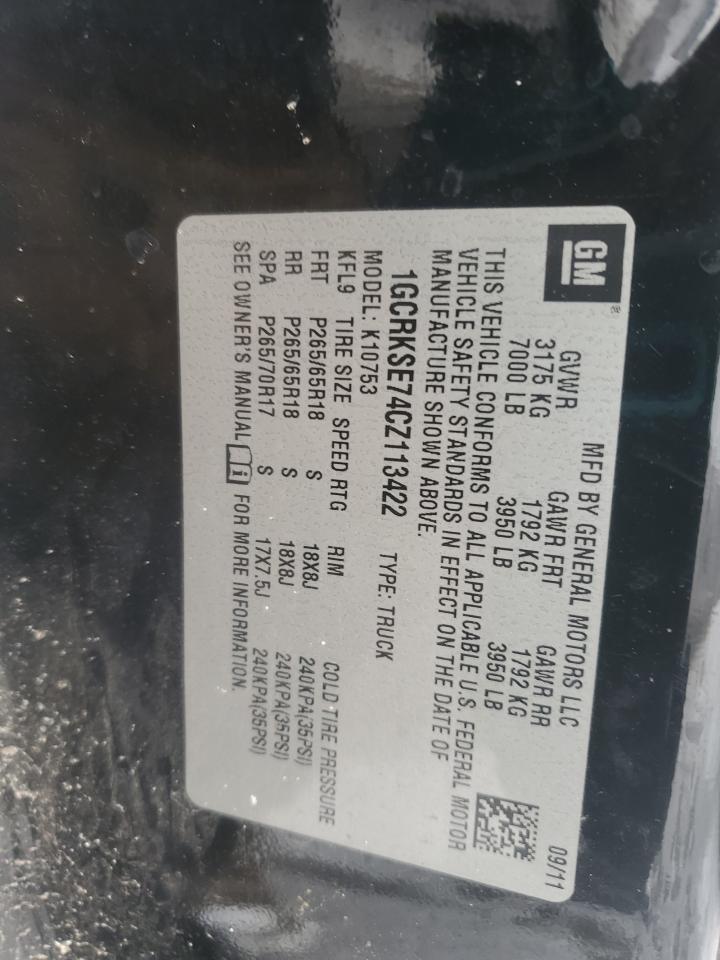 GM®
MFD BY GENERAL MOTORS LLC 09/11
GVWR GAWR FRT GAWR RR
3175 KG 1792 KG 1792 KG
7000 LB 3950 LB 3950 LB
THIS VEHICLE CONFORMS TO ALL APPLICABLE U.S. FEDERAL MOTOR
VEHICLE SAFETY STANDARDS IN EFFECT ON THE DATE OF
MANUFACTURE SHOWN ABOVE.
1GCRKSE74CZ113422 TYPE: TRUCK
MODEL: K10753
KFL9 TIRE SIZE SPEED RTG RIM COLD TIRE PRESSURE
FRT P265/65R18 S 18X8J 240KPA(35PSI)
RR P265/65R18 S 18X8J 240KPA(35PSI)
SPA P265/70R17 S 17X7.5J 240KPA(35PSI)
SEE OWNER'S MANUAL i FOR MORE INFORMATION.